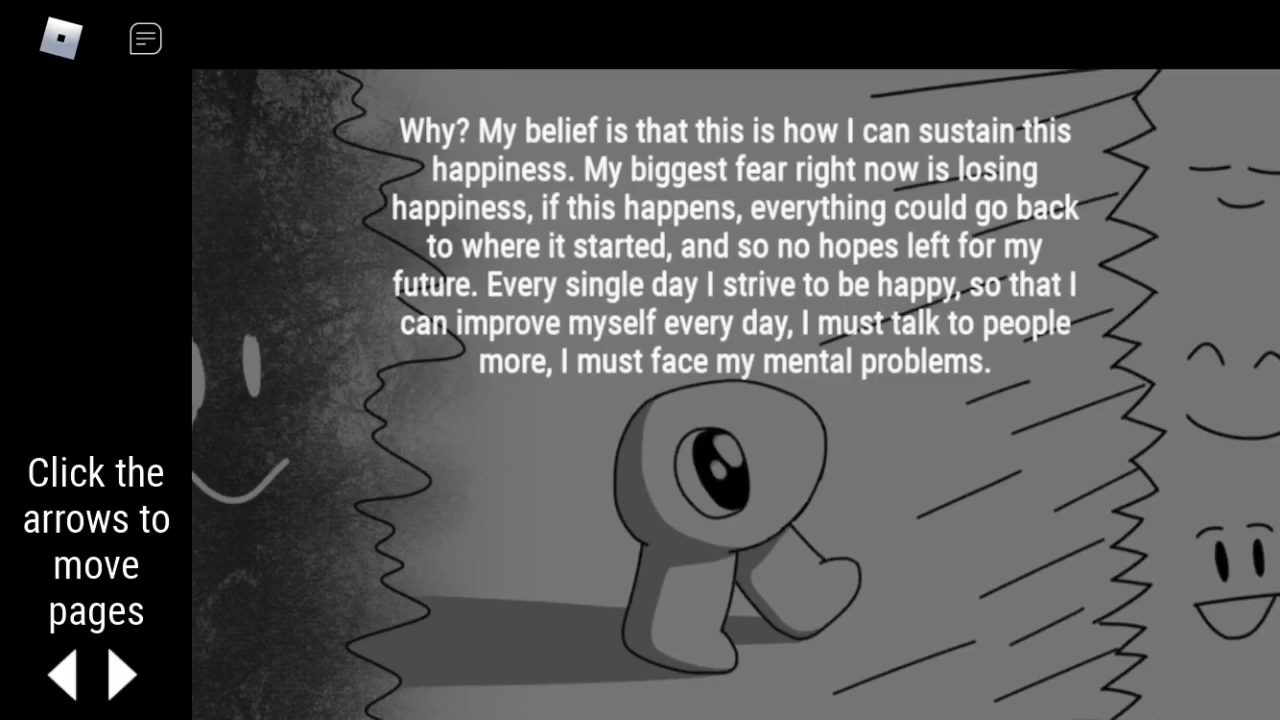 Why? My belief is that this is how I can sustain this
happiness. My biggest fear right now is losing
happiness, if this happens, everything could go back
to where it started, and so no hopes left for my
future. Every single day I strive to be happy, so that I
can improve myself every day, I must talk to people
more, I must face my mental problems.
Click the
arrows to
move
pages